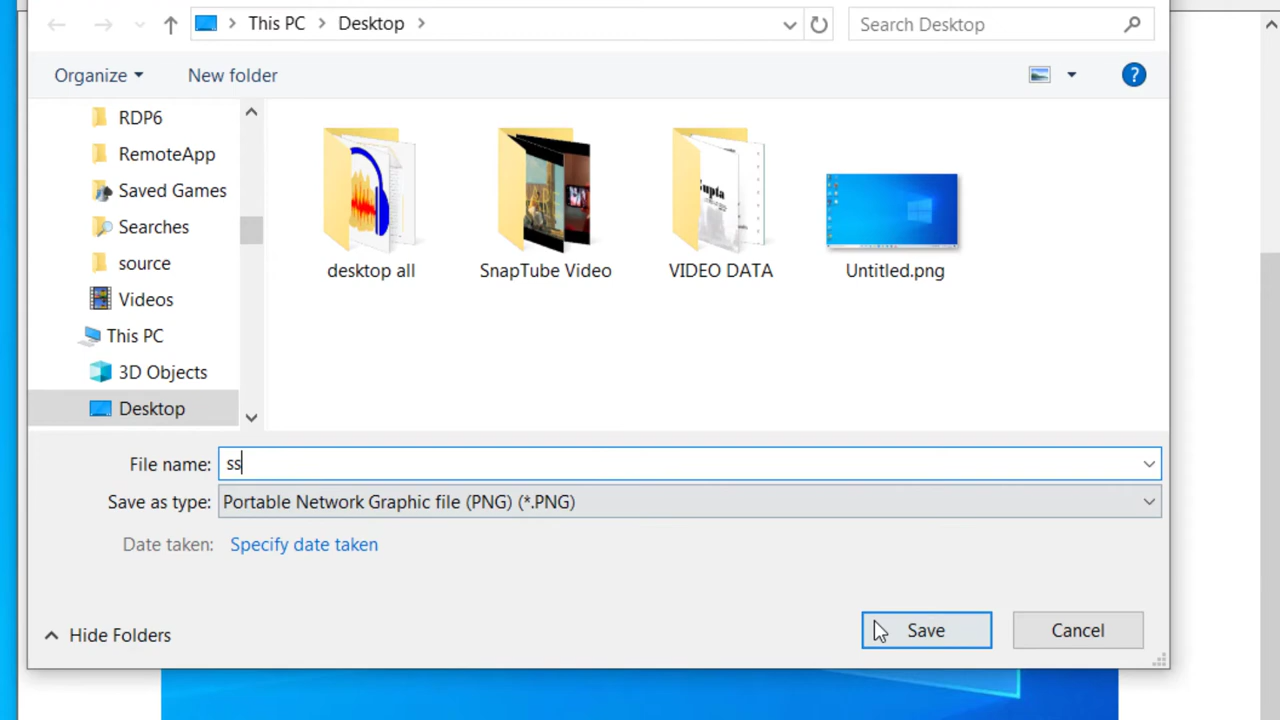 This PC > Desktop >
Search Desktop
Organize
New folder
RDP6
RemoteApp
Saved Games
Searches
source
Videos
This PC
3D Objects
Desktop
Gupta
desktop all
SnapTube Video
VIDEO DATA
Untitled.png
File name: ss
Save as type: Portable Network Graphic file (PNG) (*.PNG)
Date taken: Specify date taken
Hide Folders
Save
Cancel